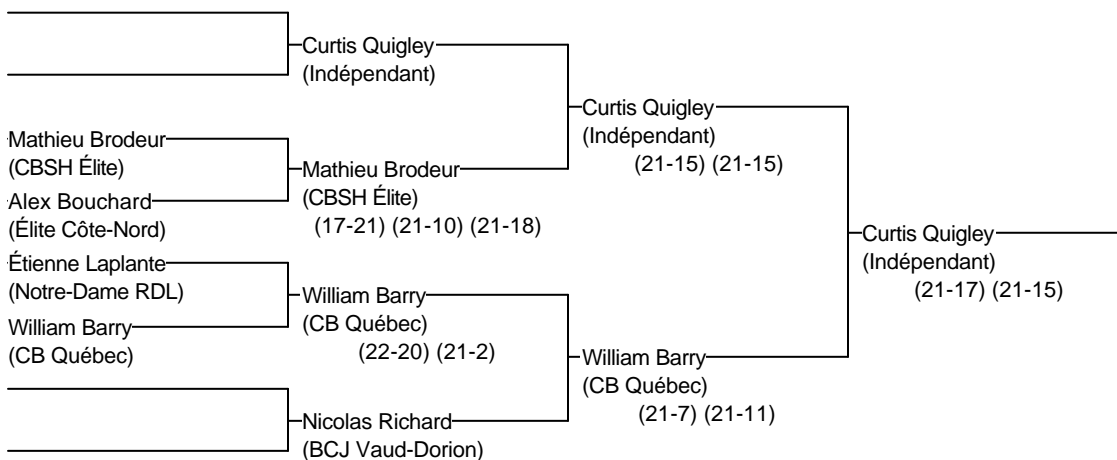 Curtis Quigley
(Indépendant)
Mathieu Brodeur
(CBSH Élite)
Alex Bouchard
(Élite Côte-Nord)
Mathieu Brodeur
(CBSH Élite)
(17-21) (21-10) (21-18)
Curtis Quigley
(Indépendant)
(21-15) (21-15)
Étienne Laplante
(Notre-Dame RDL)
William Barry
(CB Québec)
William Barry
(CB Québec)
(22-20) (21-2)
Nicolas Richard
(BCJ Vaud-Dorion)
William Barry
(CB Québec)
(21-7) (21-11)
Curtis Quigley
(Indépendant)
(21-17) (21-15)